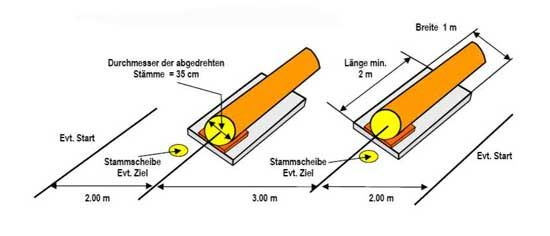 Breite 1 m
Durchmesser der abgedrehten
Stämme = 35 cm
Länge min.
2 m
Evt. Start
Stammscheibe
Evt. Ziel
Stammscheibe
Evt. Ziel
Evt. Start
2.00 m
3.00 m
2.00 m